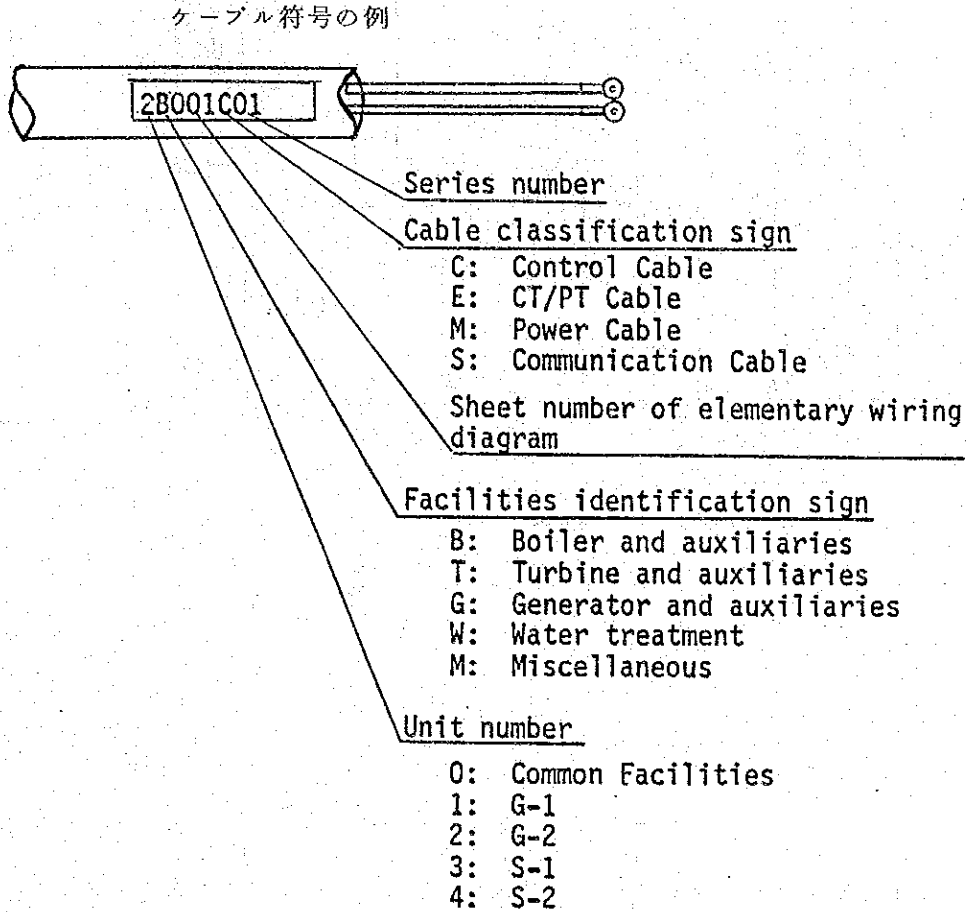 ケーブル符号の例
2B001C01
c
c
Series number
Cable classification sign
C: Control Cable
E: CT/PT Cable
M: Power Cable
S: Communication Cable
Sheet number of elementary wiring
diagram
Facilities identification sign
B: Boiler and auxiliaries
T: Turbine and auxiliaries
G: Generator and auxiliaries
W: Water treatment
M: Miscellaneous
Unit number
0: Common Facilities
1: G-1
2: G-2
3: S-1
4: S-2